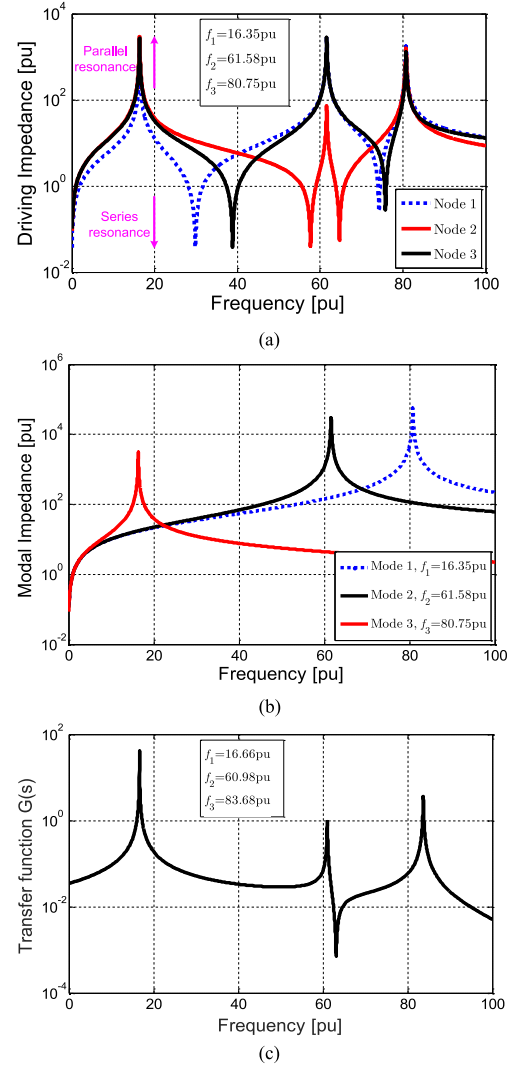 Driving Impedance [pu]
10^4
10^2
10^0
10^-2
Parallel
resonance
Series
resonance
f1=16.35pu
f2=61.58pu
f3=80.75pu
Node 1
Node 2
Node 3
0 20 40 60 80 100
Frequency [pu]
(a)
Modal Impedance [pu]
10^6
10^4
10^2
10^0
10^-2
Mode 1, f1=16.35pu
Mode 2, f2=61.58pu
Mode 3, f3=80.75pu
0 20 40 60 80 100
Frequency [pu]
(b)
Transfer function G(s)
10^2
10^0
10^-2
10^-4
f1=16.66pu
f2=60.98pu
f3=83.68pu
0 20 40 60 80 100
Frequency [pu]
(c)